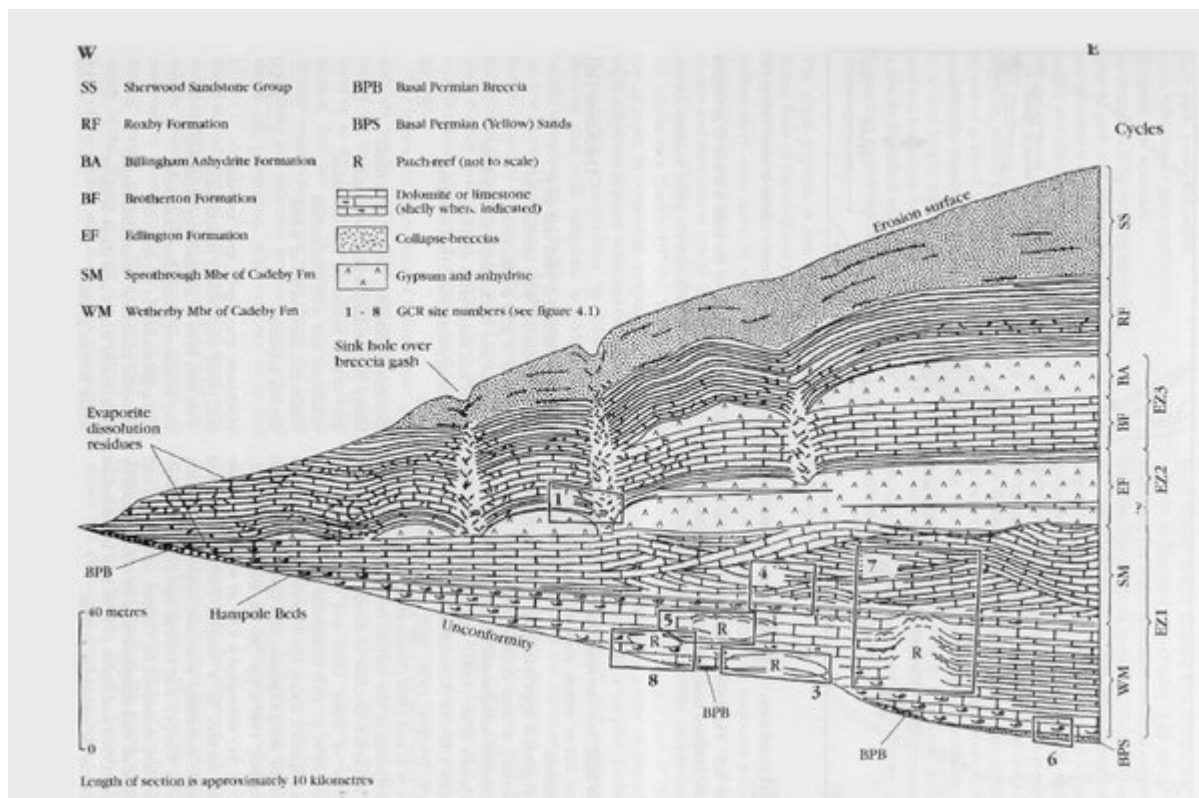 W
E
SS Sherwood Sandstone Group
BPB Basal Permian Breccia
RF Roxby Formation
BPS Basal Permian (Yellow) Sands
BA Billingham Anhydrite Formation
R Patch-reef (not to scale)
BF Brotherton Formation
Dolomite or limestone
(shelly where indicated)
EF Edlington Formation
Collapse-breccias
SM Sprotbrough Mbr of Cadeby Fm
Gypsum and anhydrite
WM Wetherby Mbr of Cadeby Fm
1 - 8 GCR site numbers (see figure 4.1)
Cycles
Erosion surface
SS
RF
BA
BF
EF
SM
WM
BPS
EZ3
EZ2
?
EZ1
Sink hole over
breccia gash
Evaporite
dissolution
residues
1
4
7
5
R
R
R
R
8
3
6
BPB
Hampole Beds
Unconformity
BPB
BPB
40 metres
0
Length of section is approximately 10 kilometres